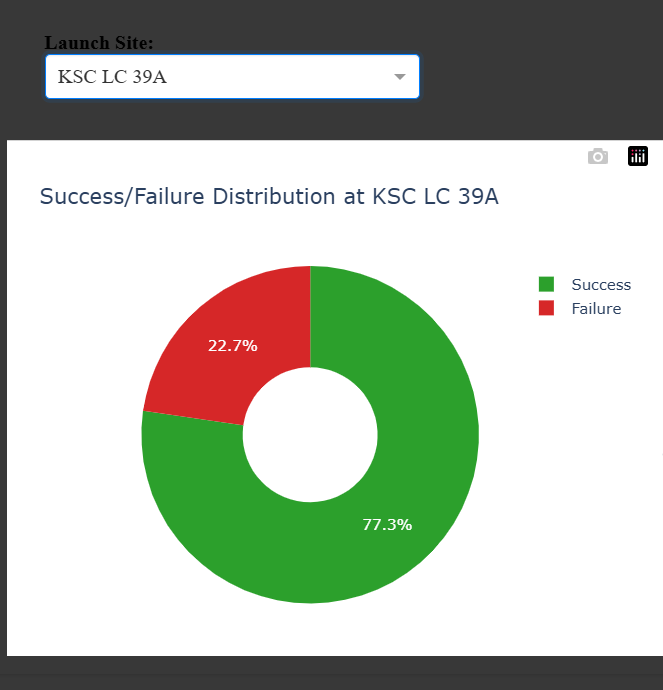 Launch Site:
KSC LC 39A
Success/Failure Distribution at KSC LC 39A
Success
Failure
22.7%
77.3%